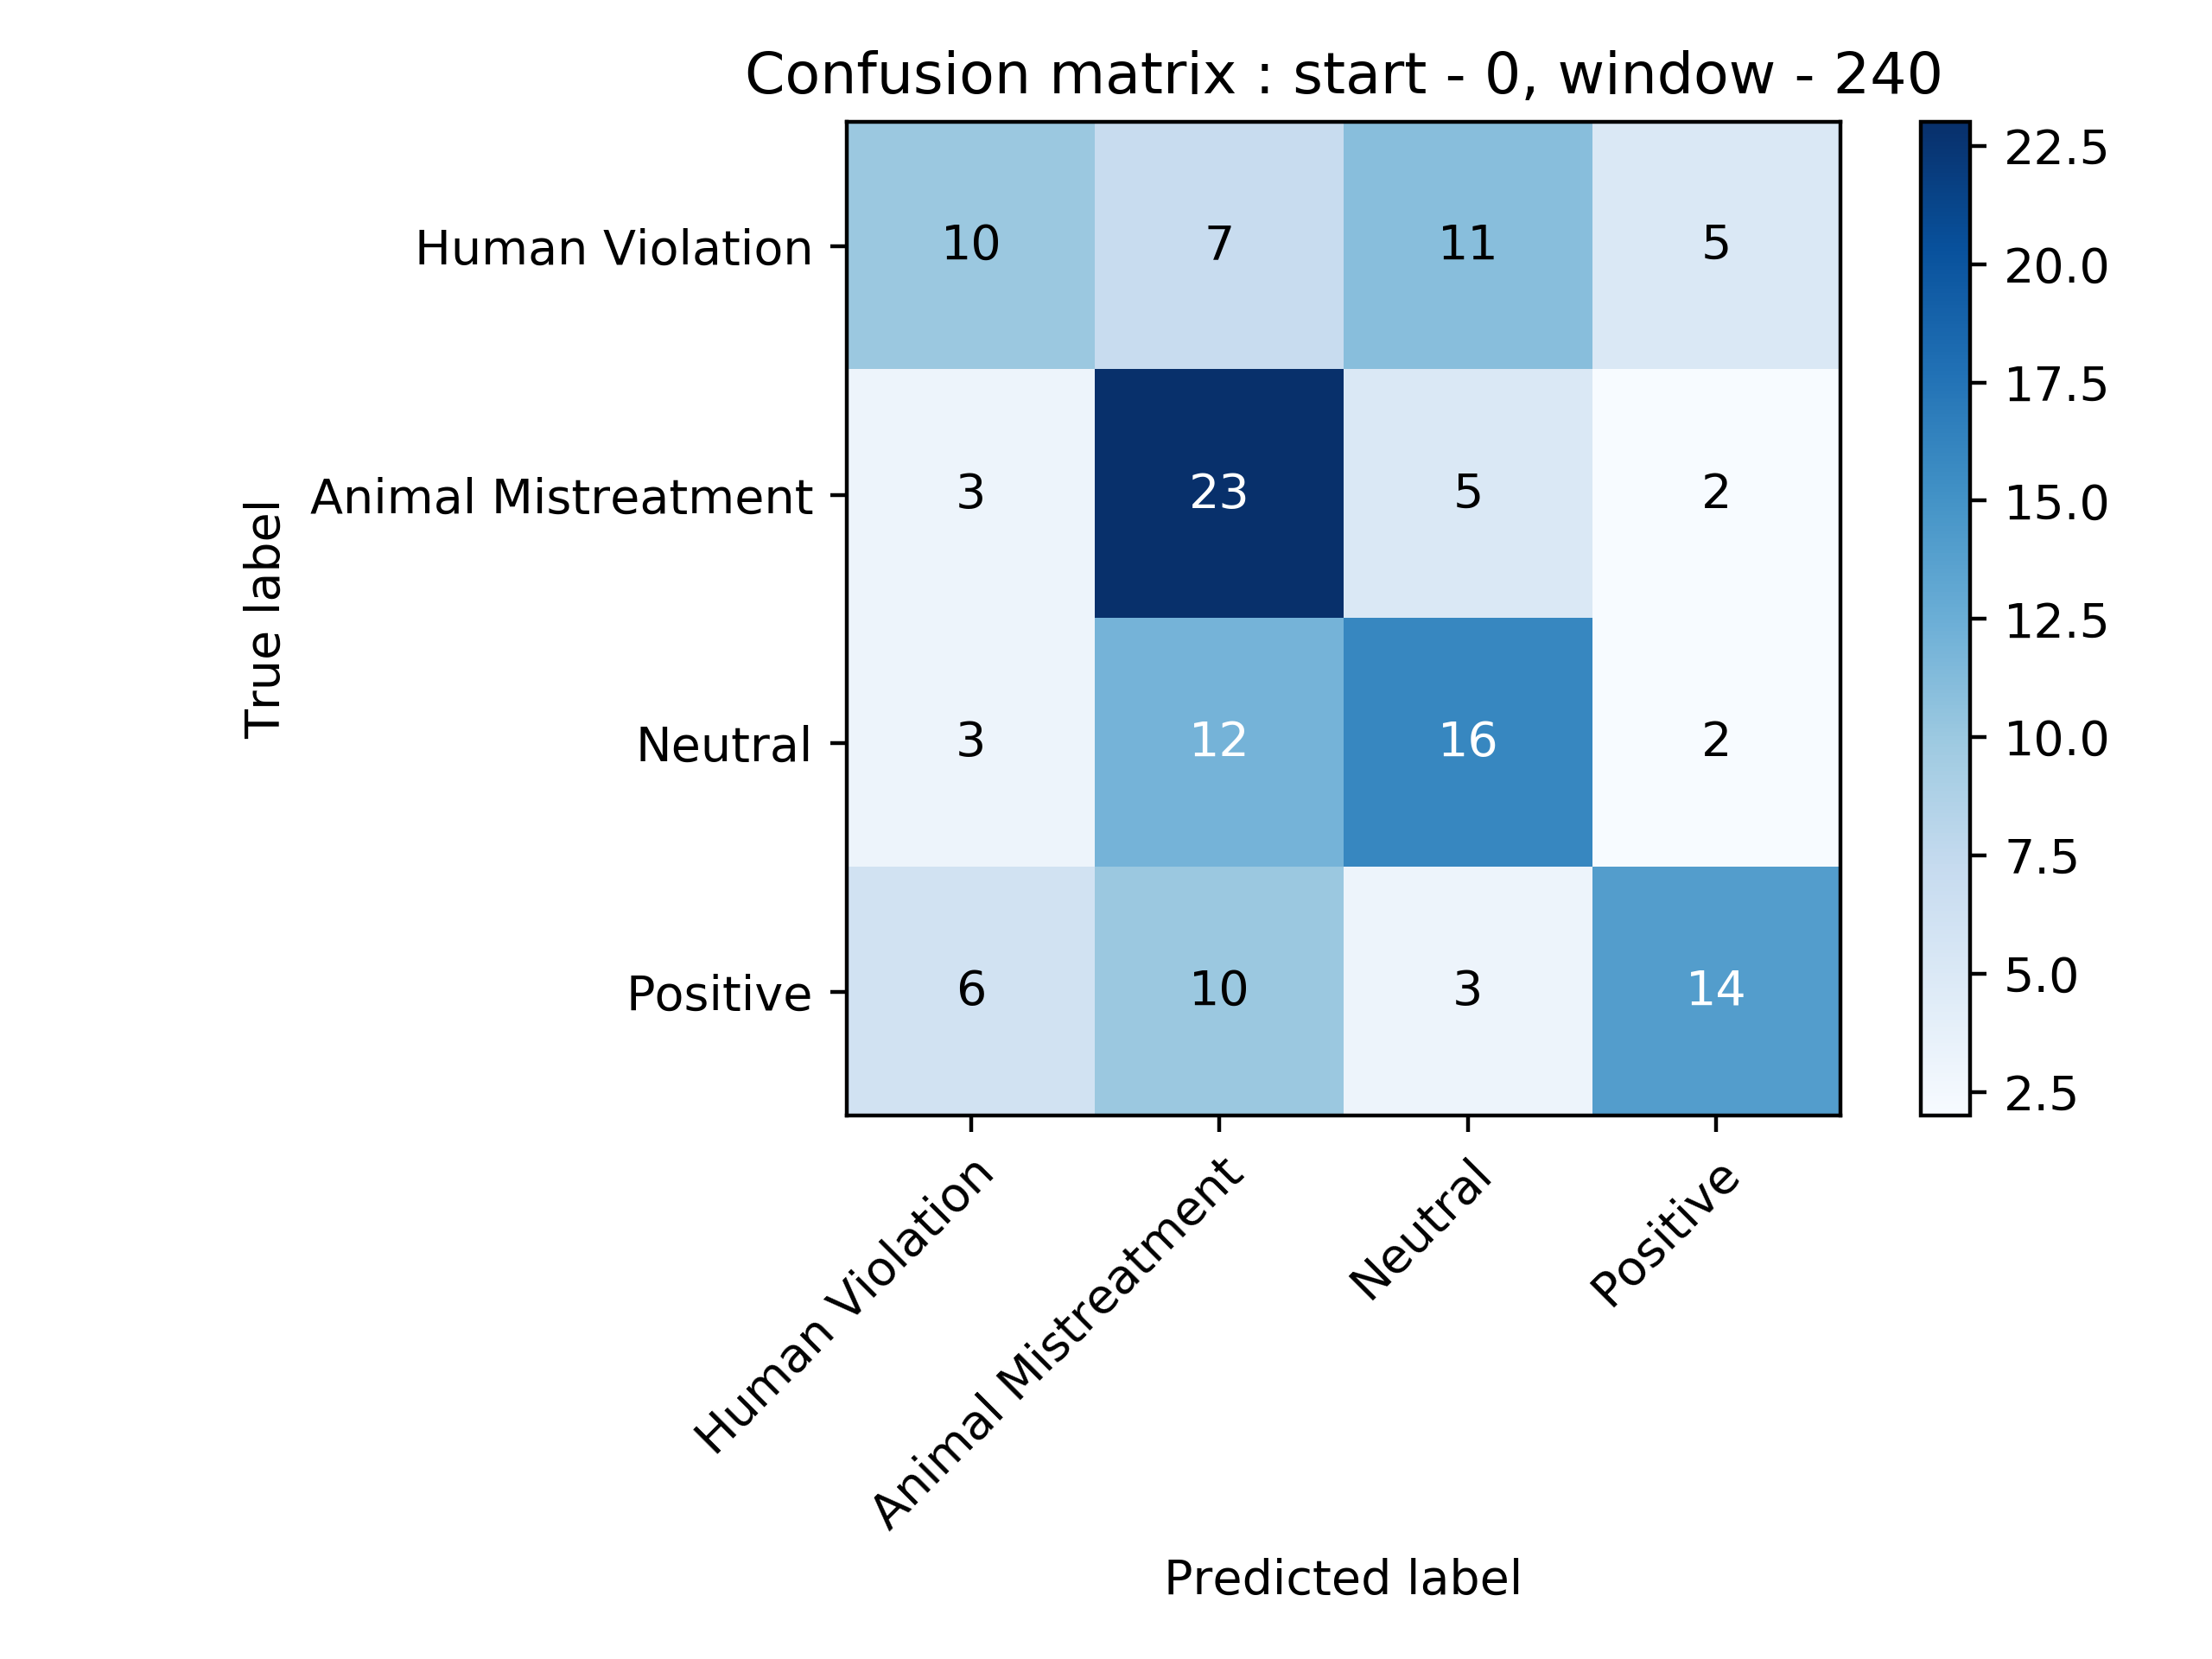 Confusion matrix : start - 0, window - 240
True label
Human Violation
10 7 11 5
Animal Mistreatment
3 23 5 2
Neutral
3 12 16 2
Positive
6 10 3 14
Human Violation
Animal Mistreatment
Neutral
Positive
Predicted label
22.5
20.0
17.5
15.0
12.5
10.0
7.5
5.0
2.5